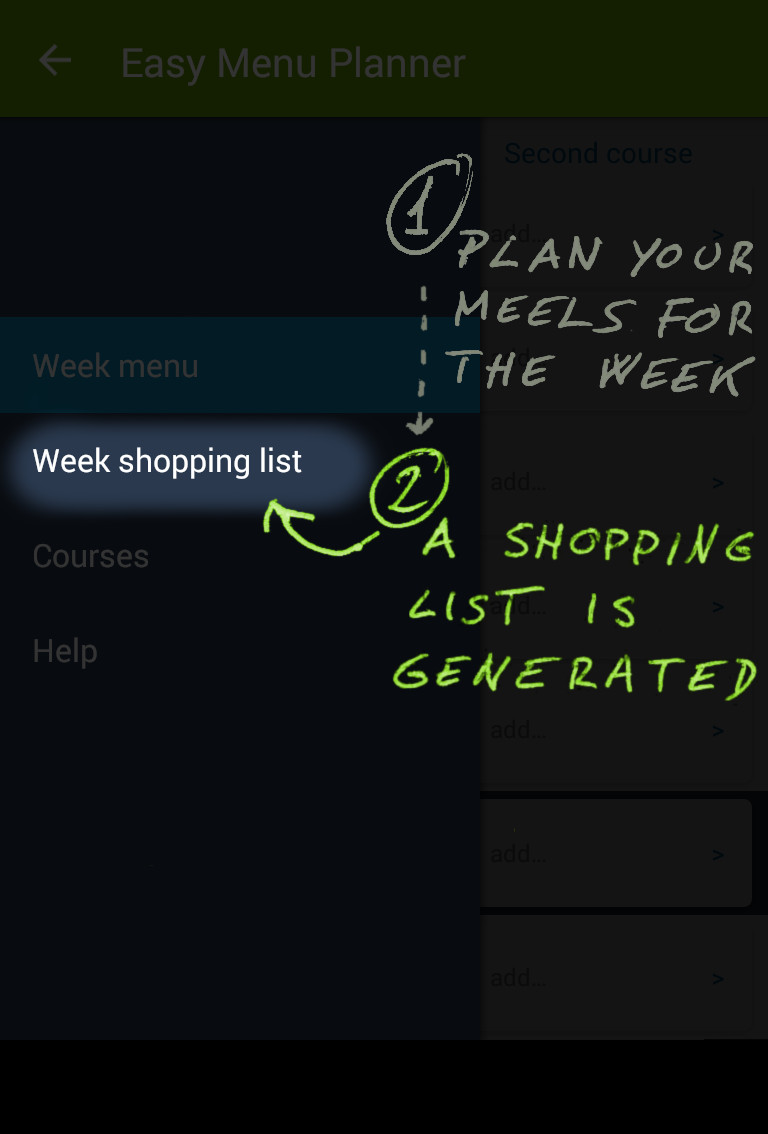 Easy Menu Planner
Second course
1
add... >
PLAN YOUR
MEELS FOR
THE WEEK
Week menu
Week shopping list
2
add... >
A SHOPPING
LIST IS
GENERATED
Courses
add... >
Help
add... >
add... >
add... >